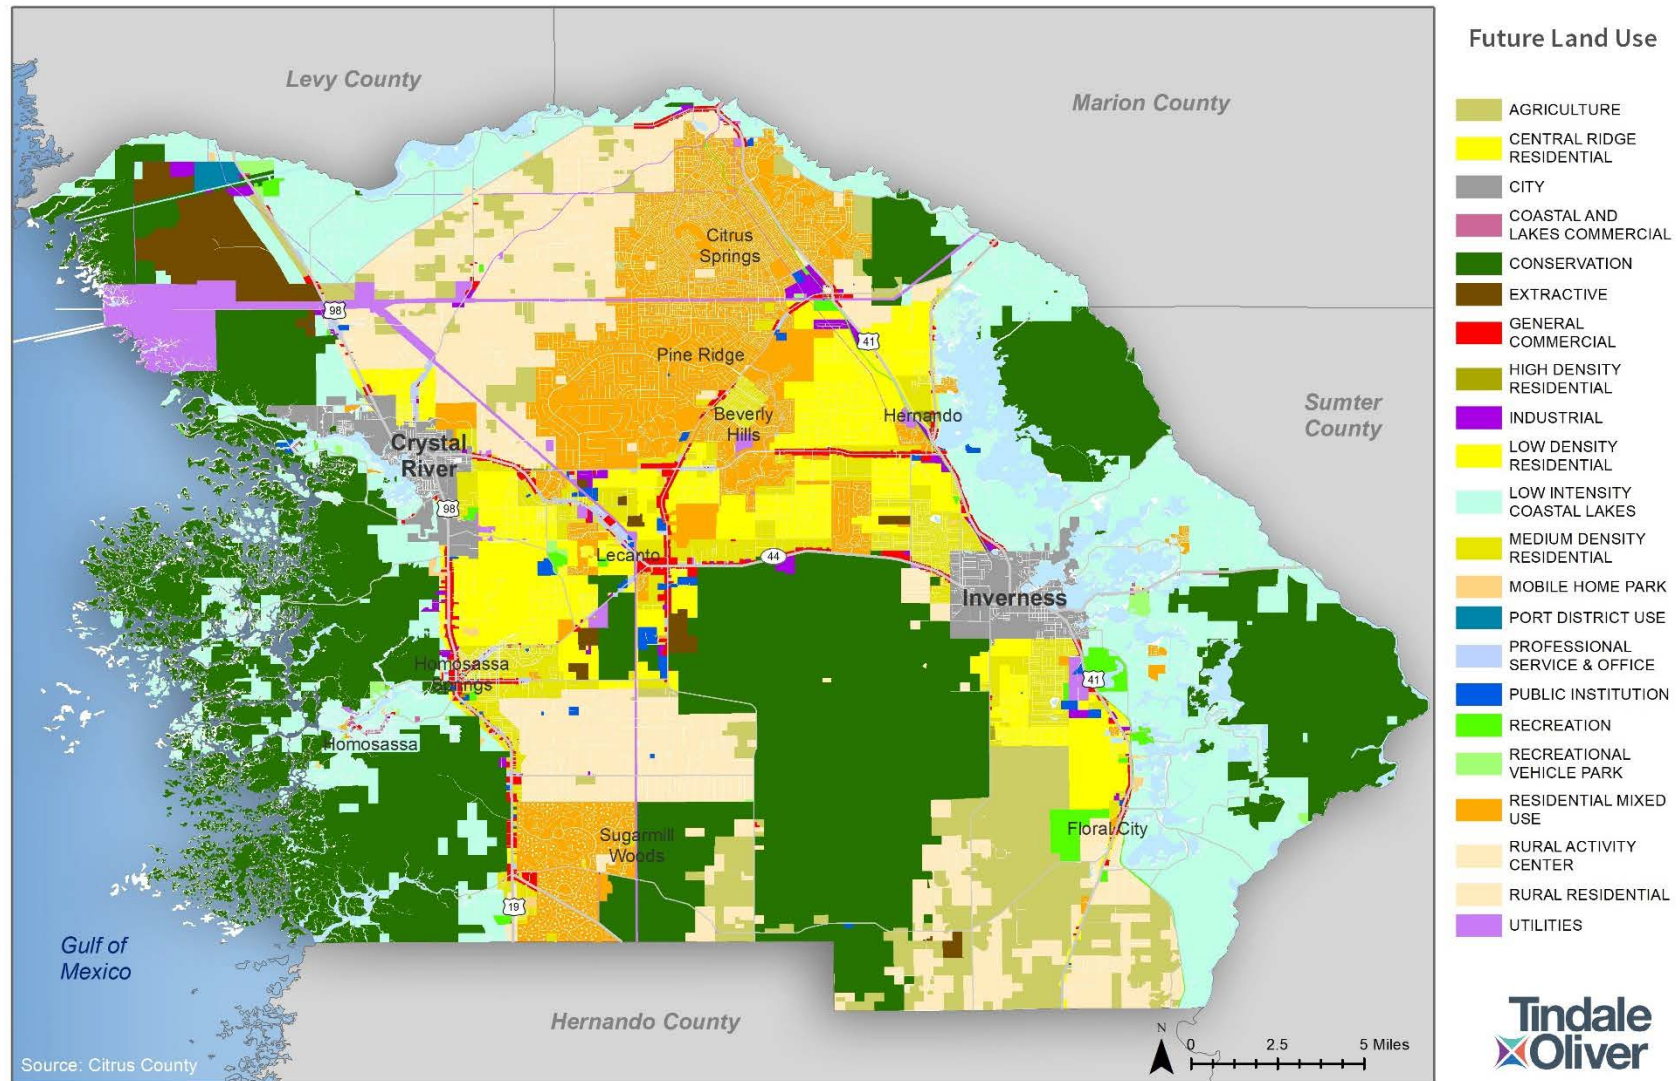 Levy County
Marion County
Citrus
Springs
98
41
Pine Ridge
Beverly
Hills
Hernando
Sumter
County
Crystal
River
98
Lecanto
44
Inverness
Homosassa
Springs
41
Homosassa
Sugarmill
Woods
Floral City
19
Gulf of
Mexico
Hernando County
Source: Citrus County
N
0 2.5 5 Miles
Future Land Use
AGRICULTURE
CENTRAL RIDGE
RESIDENTIAL
CITY
COASTAL AND
LAKES COMMERCIAL
CONSERVATION
EXTRACTIVE
GENERAL
COMMERCIAL
HIGH DENSITY
RESIDENTIAL
INDUSTRIAL
LOW DENSITY
RESIDENTIAL
LOW INTENSITY
COASTAL LAKES
MEDIUM DENSITY
RESIDENTIAL
MOBILE HOME PARK
PORT DISTRICT USE
PROFESSIONAL
SERVICE & OFFICE
PUBLIC INSTITUTION
RECREATION
RECREATIONAL
VEHICLE PARK
RESIDENTIAL MIXED
USE
RURAL ACTIVITY
CENTER
RURAL RESIDENTIAL
UTILITIES
Tindale
Oliver